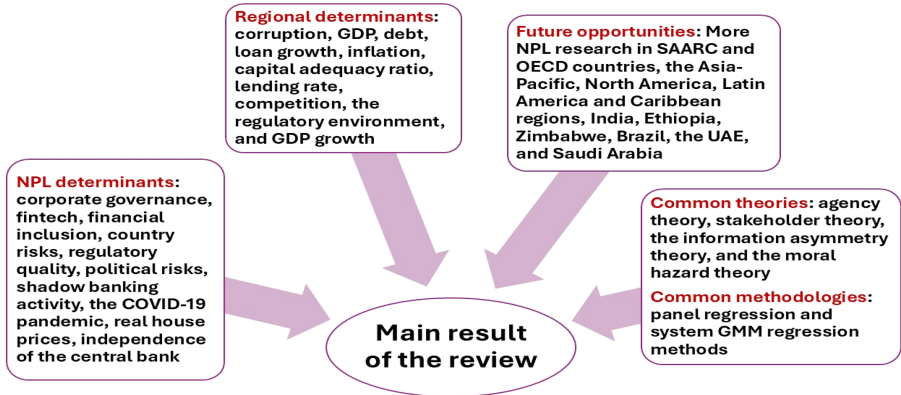 Regional determinants:
corruption, GDP, debt,
loan growth, inflation,
capital adequacy ratio,
lending rate,
competition, the
regulatory environment,
and GDP growth
Future opportunities: More
NPL research in SAARC and
OECD countries, the Asia-
Pacific, North America, Latin
America and Caribbean
regions, India, Ethiopia,
Zimbabwe, Brazil, the UAE,
and Saudi Arabia
NPL determinants:
corporate governance,
fintech, financial
inclusion, country
risks, regulatory
quality, political risks,
shadow banking
activity, the COVID-19
pandemic, real house
prices, independence
of the central bank
Common theories: agency
theory, stakeholder theory,
the information asymmetry
theory, and the moral
hazard theory
Common methodologies:
panel regression and
system GMM regression
methods
Main result
of the review